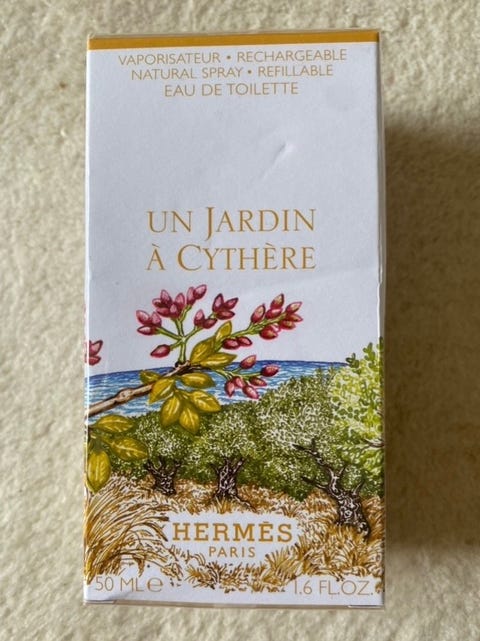 VAPORISATEUR • RECHARGEABLE
NATURAL SPRAY • REFILLABLE
EAU DE TOILETTE
UN JARDIN
À CYTHÈRE
HERMÈS
PARIS
50 ML e 1.6 FL.OZ.